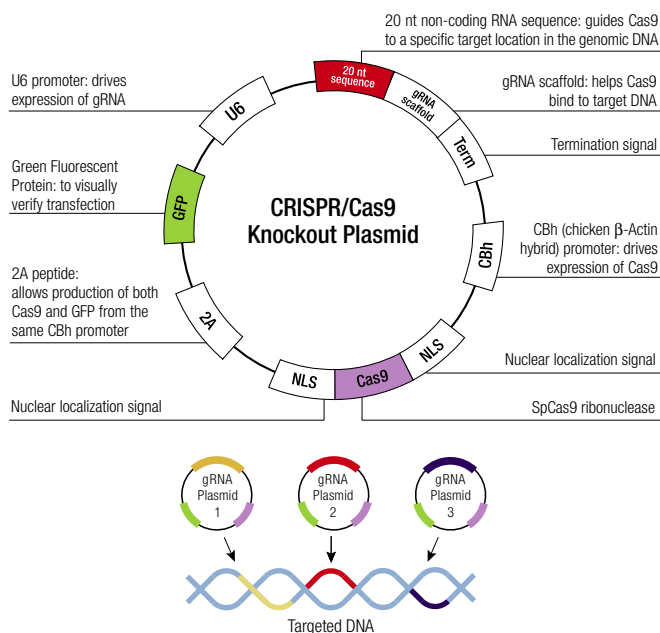 20 nt non-coding RNA sequence: guides Cas9
to a specific target location in the genomic DNA
U6 promoter: drives
expression of gRNA
20 nt
sequence
gRNA
scaffold
gRNA scaffold: helps Cas9
bind to target DNA
U6
Term
Termination signal
Green Fluorescent
Protein: to visually
verify transfection
GFP
CRISPR/Cas9
Knockout Plasmid
CBh
CBh (chicken β-Actin
hybrid) promoter: drives
expression of Cas9
2A peptide:
allows production of both
Cas9 and GFP from the
same CBh promoter
2A
NLS
Cas9
NLS
Nuclear localization signal
Nuclear localization signal
SpCas9 ribonuclease
gRNA
Plasmid
1
gRNA
Plasmid
2
gRNA
Plasmid
3
Targeted DNA